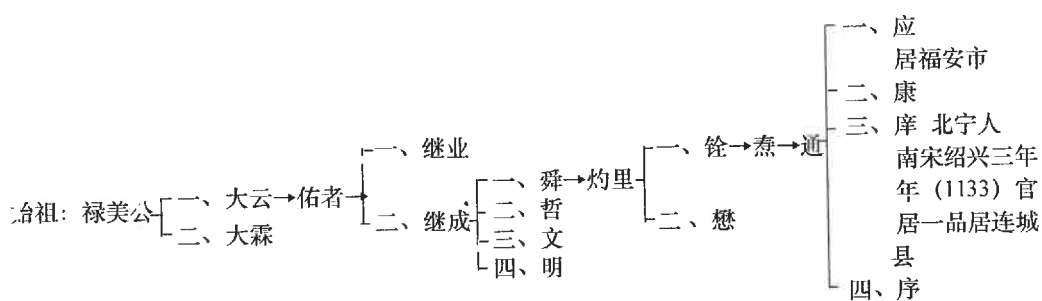 始祖：禄美公
一、大云→佑者→
二、大霖
一、继业
二、继成
一、舜→灼里
二、哲
三、文
四、明
一、铨→焘→通
二、懋
一、应
居福安市
二、康
三、庠 北宁人
南宋绍兴三年
年（1133）官
居一品居连城
县
四、序